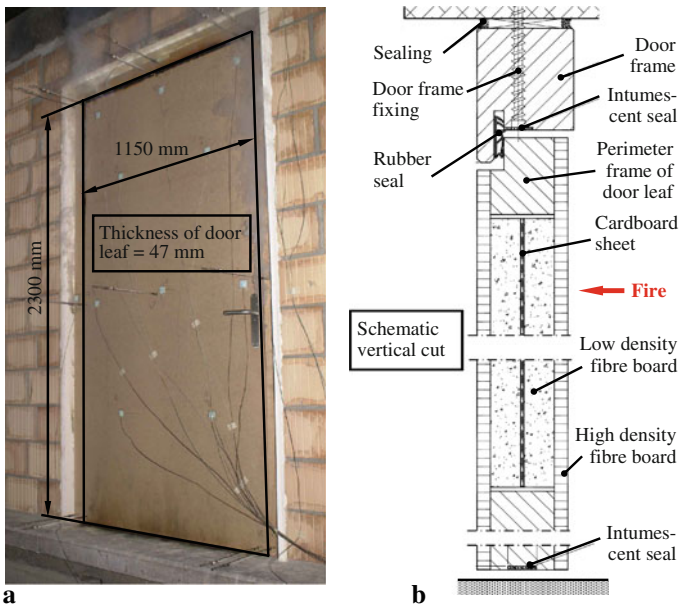 1150 mm
Thickness of door
leaf = 47 mm
2300 mm
a
Sealing
Door frame
fixing
Rubber
seal
Door
frame
Intumes-
cent seal
Perimeter
frame of
door leaf
Cardboard
sheet
Fire
Schematic
vertical cut
Low density
fibre board
High density
fibre board
Intumes-
cent seal
b